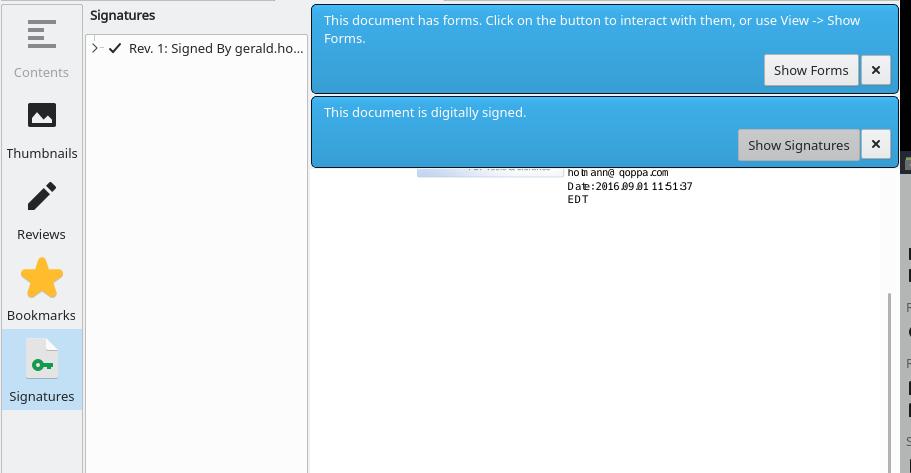 Signatures
Rev. 1: Signed By gerald.ho...
Contents
Thumbnails
Reviews
Bookmarks
Signatures
This document has forms. Click on the button to interact with them, or use View -> Show
Forms.
Show Forms
This document is digitally signed.
Show Signatures
holmann@ qoppa.com
Date:2016.09.01 11:51:37
EDT